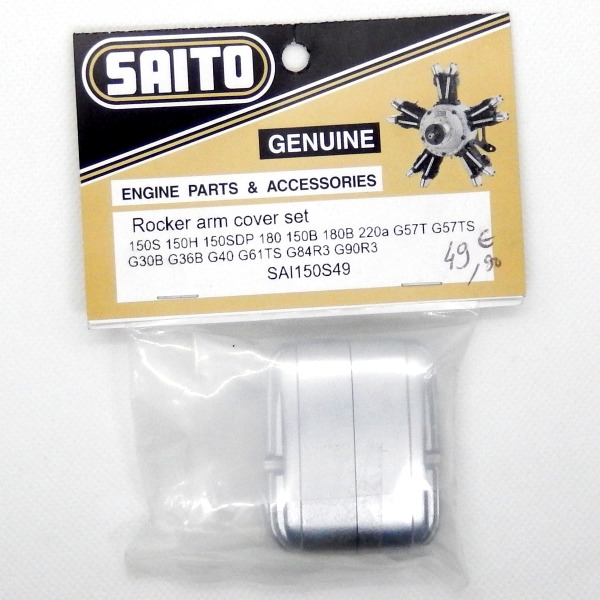 SAITO
GENUINE
ENGINE PARTS & ACCESSORIES
Rocker arm cover set
150S 150H 150SDP 180 150B 180B 220a G57T G57TS
G30B G36B G40 G61TS G84R3 G90R3
SAI150S49
49,90 €